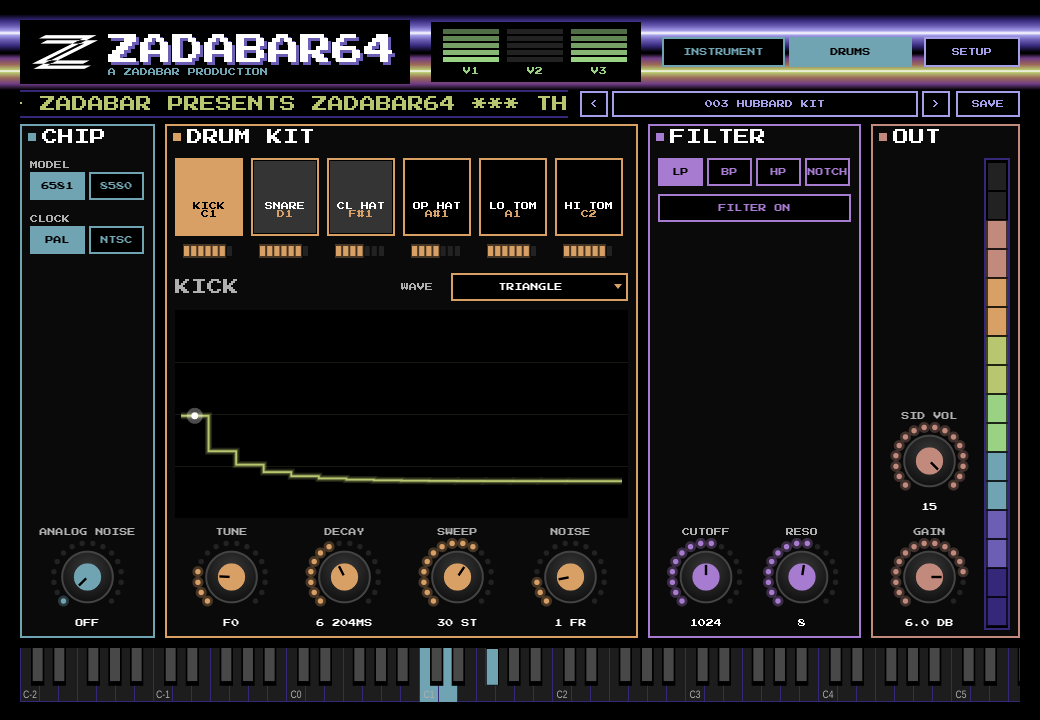 ZADABAR64
A ZADABAR PRODUCTION
V1 V2 V3
INSTRUMENT DRUMS SETUP
ZADABAR PRESENTS ZADABAR64 *** TH
< 003 HUBBARD KIT > SAVE
CHIP
MODEL
6581 8580
CLOCK
PAL NTSC
ANALOG NOISE
OFF
DRUM KIT
KICK SNARE CL HAT OP HAT LO TOM HI TOM
C1 D1 F#1 A#1 A1 C2
KICK WAVE TRIANGLE
TUNE DECAY SWEEP NOISE
F0 6 204MS 30 ST 1 FR
FILTER
LP BP HP NOTCH
FILTER ON
CUTOFF RESO
1024 8
OUT
SID VOL
15
GAIN
6.0 DB
C-2 C-1 C0 C1 C2 C3 C4 C5